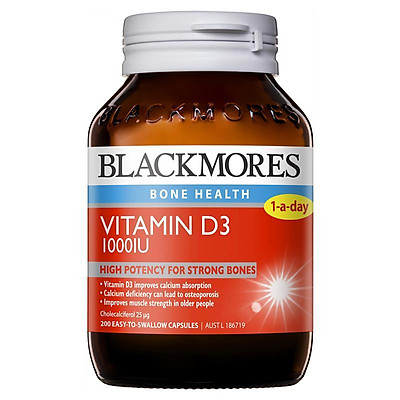 BLACKMORES
BONE HEALTH
1-a-day
VITAMIN D3
1000IU
HIGH POTENCY FOR STRONG BONES
• Vitamin D3 improves calcium absorption
• Calcium deficiency can lead to osteoporosis
• Improves muscle strength in older people
Cholecalciferol 25 µg
200 EASY-TO-SWALLOW CAPSULES | AUST L 186719